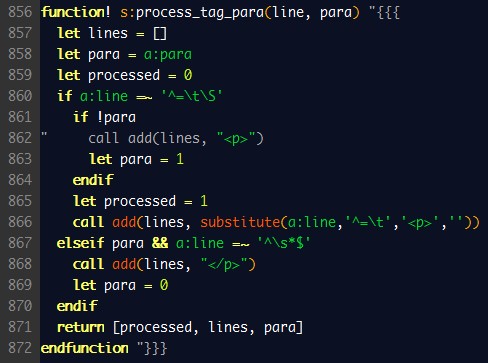 856 function! s:process_tag_para(line, para) "{{{
857   let lines = []
858   let para = a:para
859   let processed = 0
860   if a:line =~ '^=\t\S'
861     if !para
862 "     call add(lines, "<p>")
863       let para = 1
864     endif
865     let processed = 1
866     call add(lines, substitute(a:line,'^=\t','<p>',''))
867   elseif para && a:line =~ '^\s*$'
868     call add(lines, "</p>")
869     let para = 0
870   endif
871   return [processed, lines, para]
872 endfunction "}}}